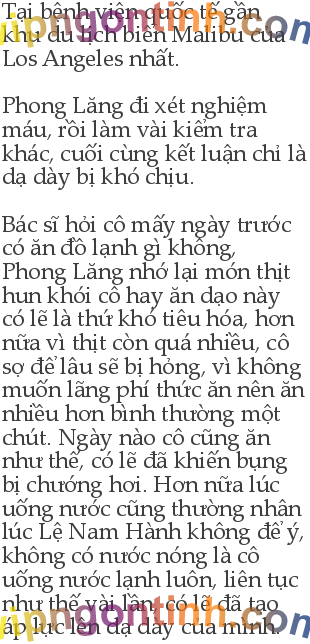 Tại bệnh viện quốc tế gần
khu du lịch biển Malibu của
Los Angeles nhất.
Phong Lăng đi xét nghiệm
máu, rồi làm vài kiểm tra
khác, cuối cùng kết luận chỉ là
dạ dày bị khó chịu.
Bác sĩ hỏi cô mấy ngày trước
có ăn đồ lạnh gì không,
Phong Lăng nhớ lại món thịt
hun khói cô hay ăn dạo này
có lẽ là thứ khó tiêu hóa, hơn
nữa vì thịt còn quá nhiều, cô
sợ để lâu sẽ bị hỏng, vì không
muốn lãng phí thức ăn nên ăn
nhiều hơn bình thường một
chút. Ngày nào cô cũng ăn
như thế, có lẽ đã khiến bụng
bị chướng hơi. Hơn nữa lúc
uống nước cũng thường nhân
lúc Lệ Nam Hành không để ý,
không có nước nóng là cô
uống nước lạnh luôn, liên tục
như thế vài lần, có lẽ đã tạo
áp lực lên dạ dày của mình.